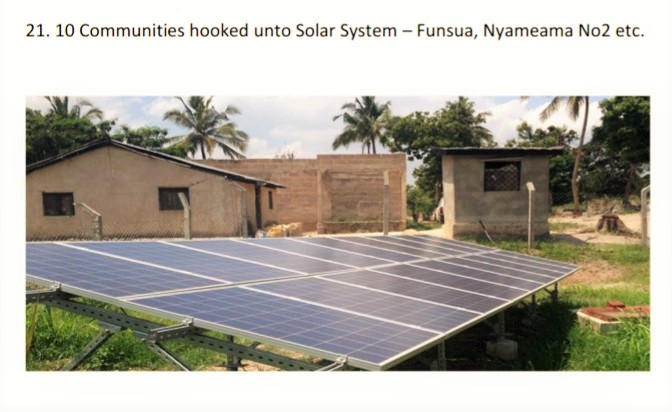 21. 10 Communities hooked unto Solar System – Funsua, Nyameama No2 etc.